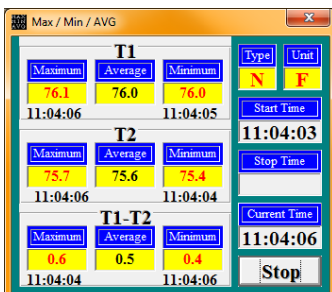 Max / Min / AVG
T1
Maximum Average Minimum
76.1 76.0 76.0
11:04:06 11:04:05
T2
Maximum Average Minimum
75.7 75.6 75.4
11:04:06 11:04:04
T1-T2
Maximum Average Minimum
0.6 0.5 0.4
11:04:04 11:04:06
Type Unit
N F
Start Time
11:04:03
Stop Time
Current Time
11:04:06
Stop